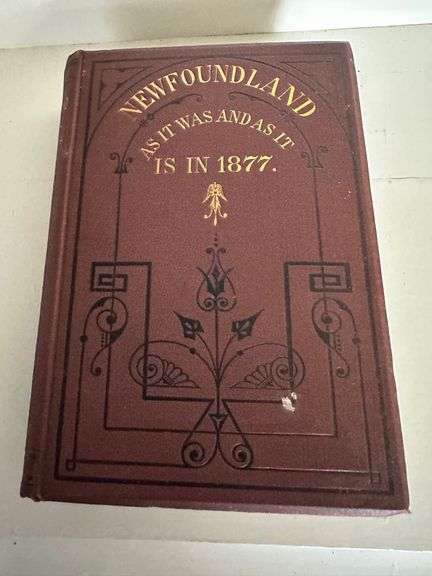 NEWFOUNDLAND
AS IT WAS AND AS IT
IS IN 1877.